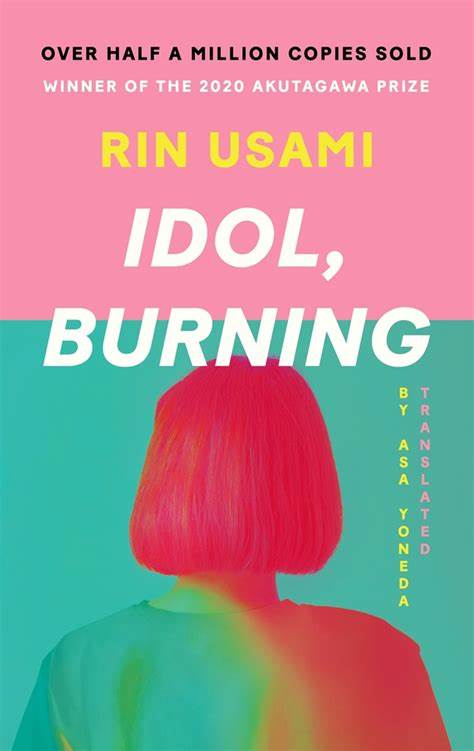 OVER HALF A MILLION COPIES SOLD
WINNER OF THE 2020 AKUTAGAWA PRIZE
RIN USAMI
IDOL,
BURNING
TRANSLATED
BY ASA YONEDA